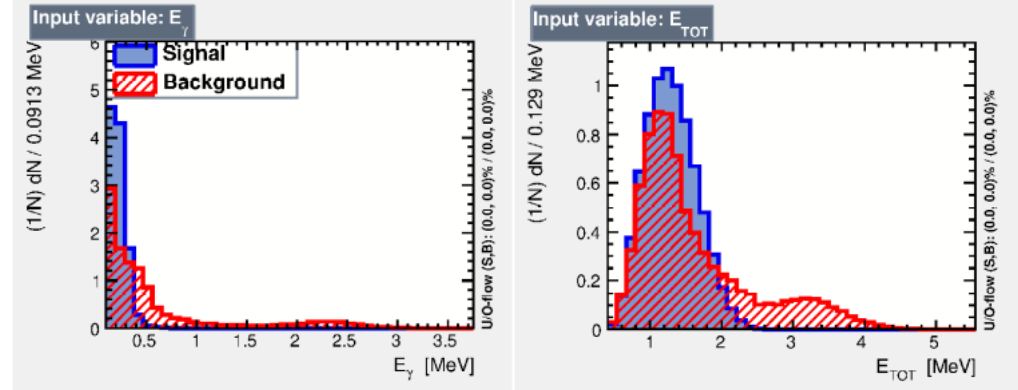 Input variable: E_γ
Signal
Background
(1/N) dN / 0.0913 MeV
6
5
4
3
2
1
0
0.5 1 1.5 2 2.5 3 3.5
E_γ [MeV]
U/O-flow (S,B): (0.0, 0.0)% / (0.0, 0.0)%
Input variable: E_TOT
(1/N) dN / 0.129 MeV
1
0.8
0.6
0.4
0.2
0
1 2 3 4 5
E_TOT [MeV]
U/O-flow (S,B): (0.0, 0.0)% / (0.0, 0.0)%